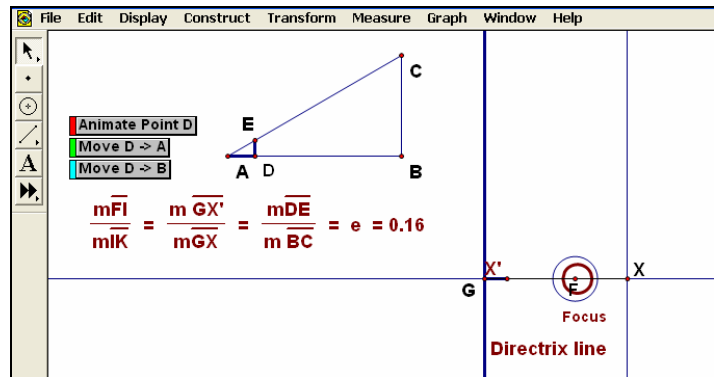 File Edit Display Construct Transform Measure Graph Window Help
C
Animate Point D
E
Move D -> A
Move D -> B
A D B
A
mFI/mIK = m GX'/mGX = mDE/m BC = e = 0.16
X' X
G F
Focus
Directrix line